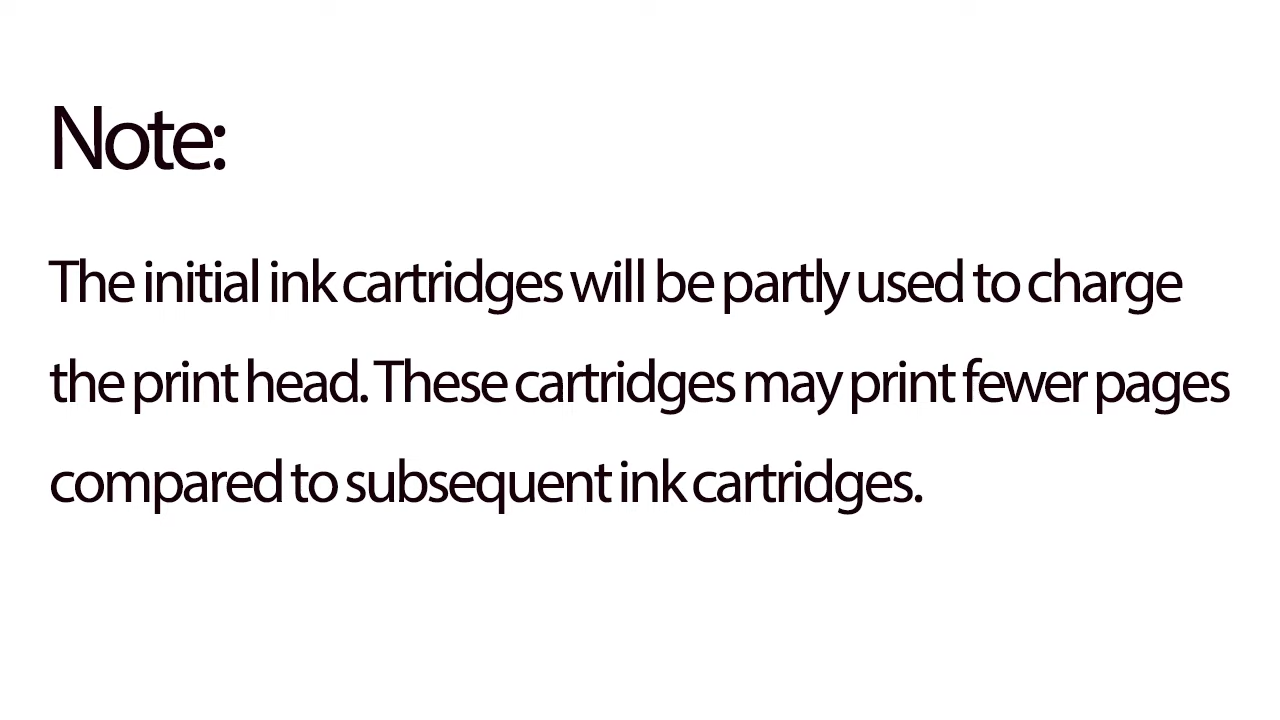 Note:
The initial ink cartridges will be partly used to charge
the print head. These cartridges may print fewer pages
compared to subsequent ink cartridges.